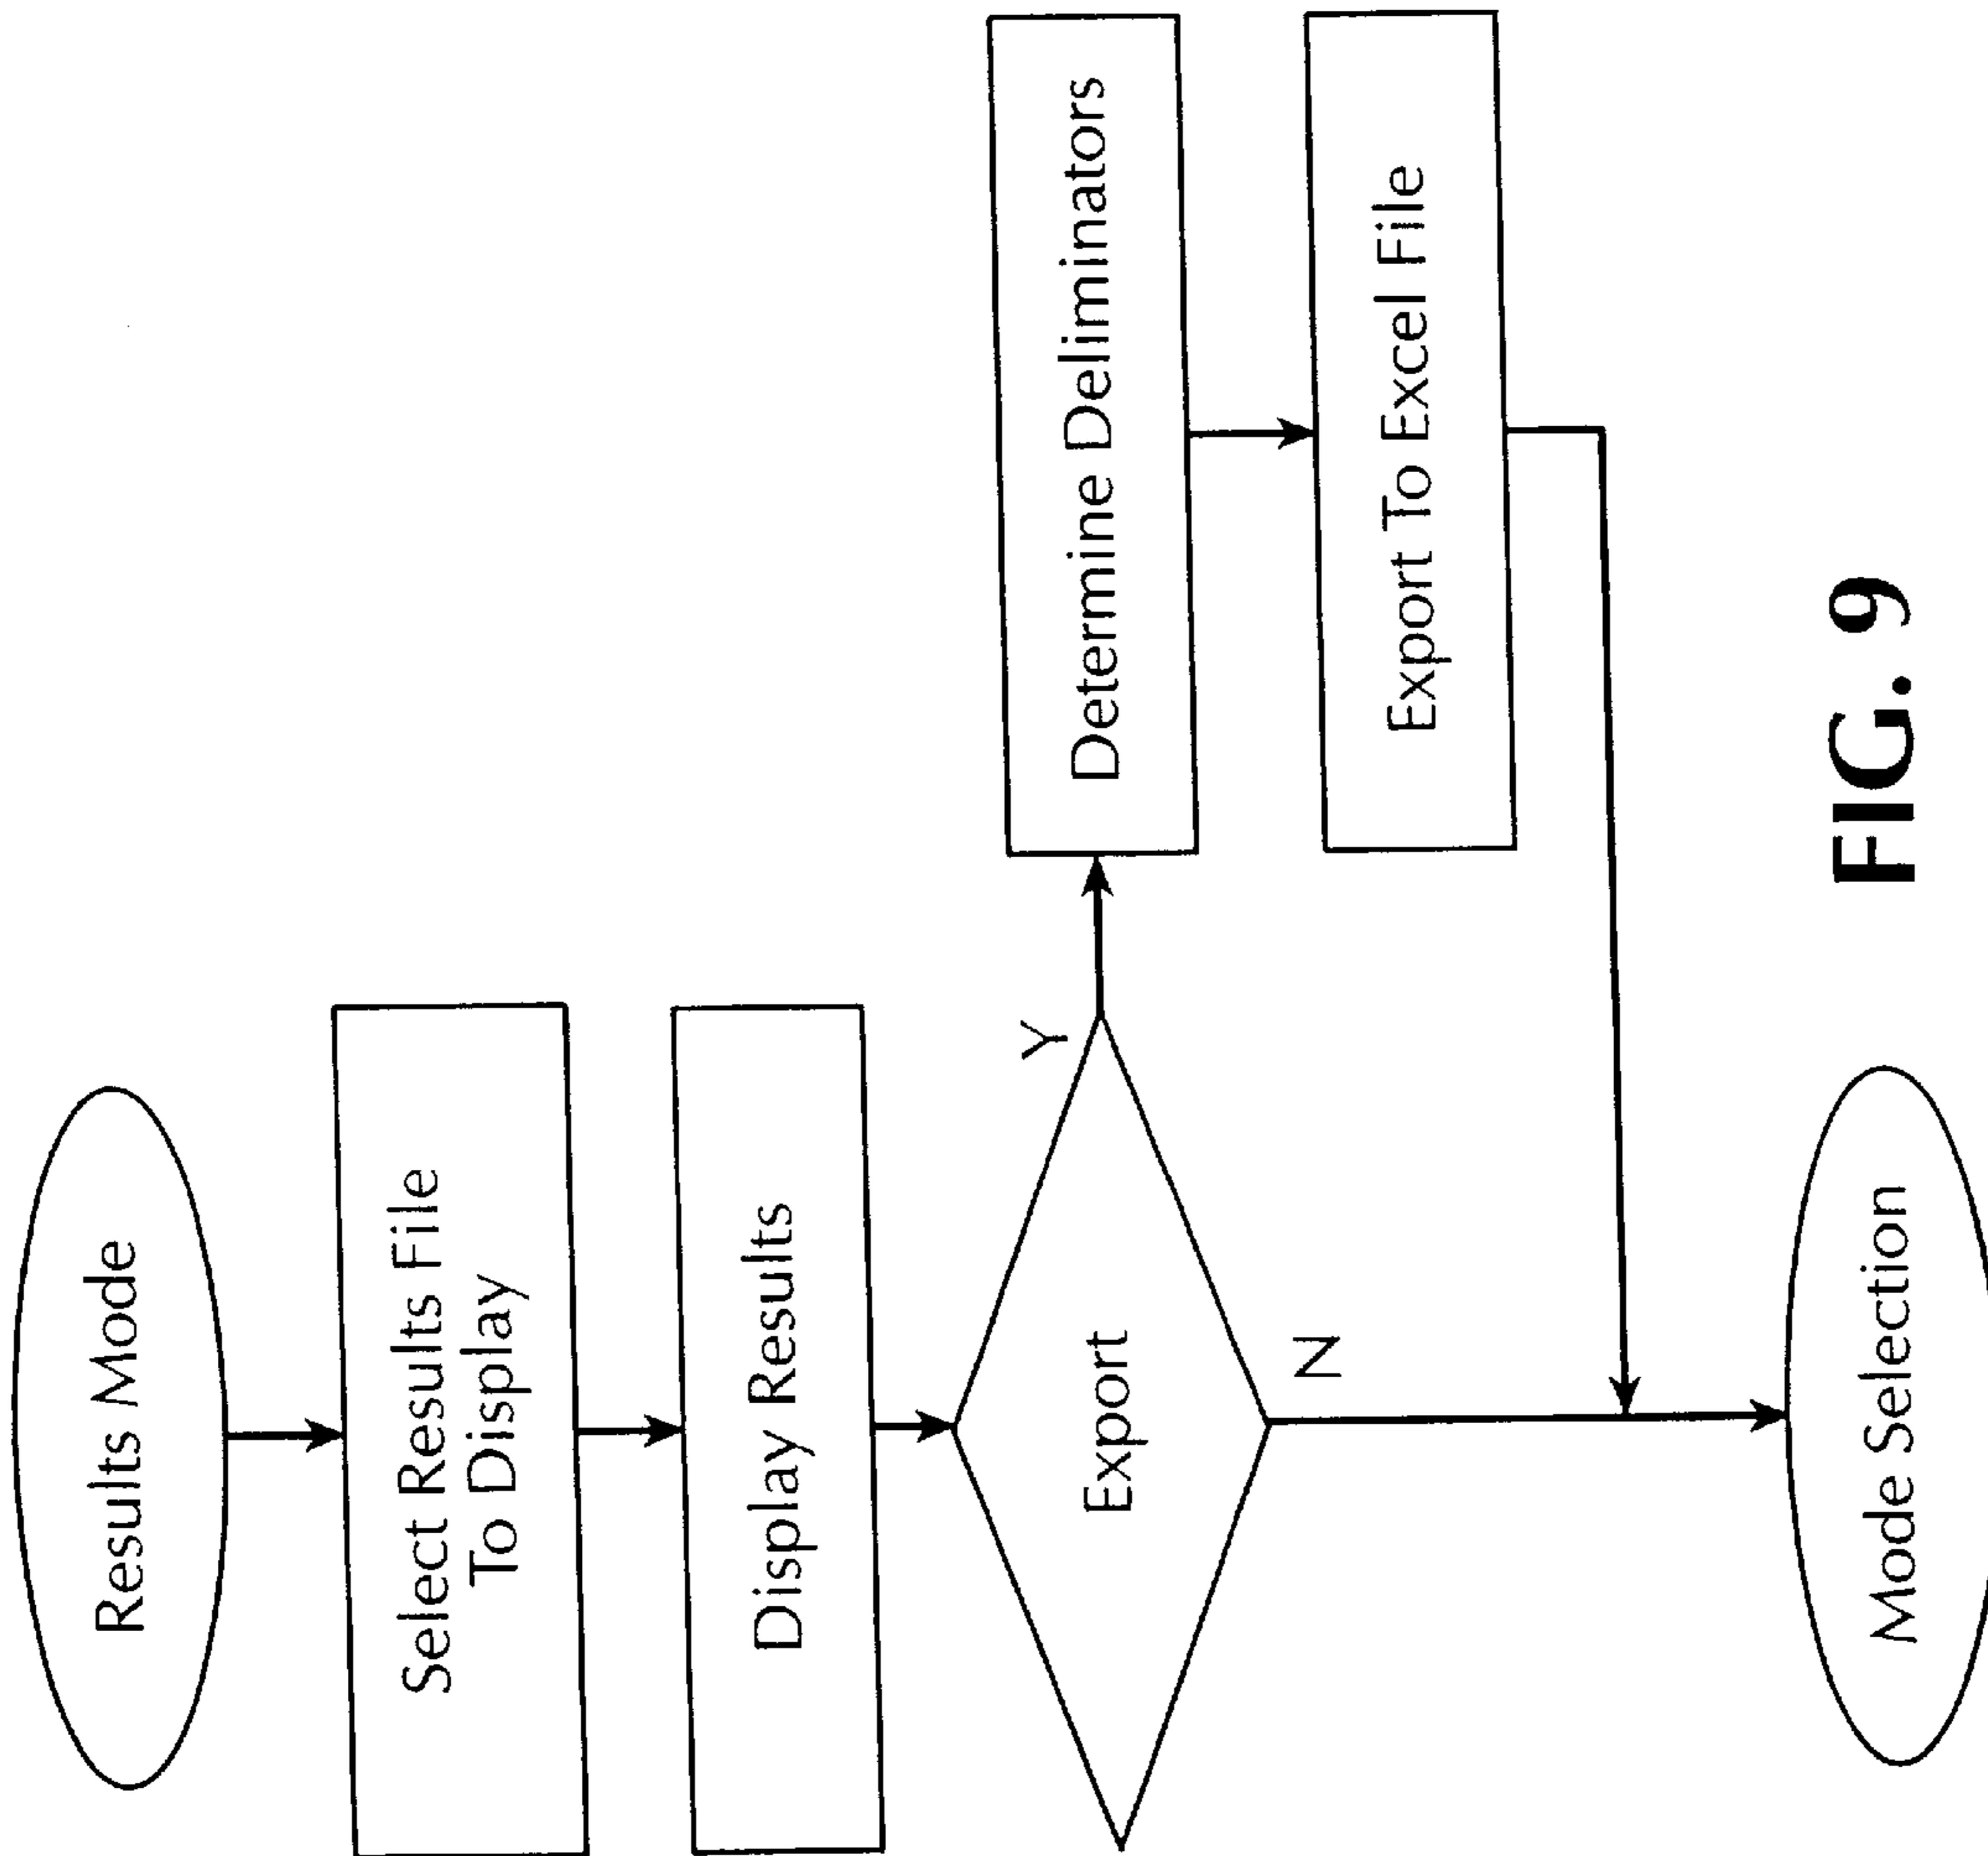 Results Mode
Select Results File
To Display
Display Results
Export
Y
N
Determine Deliminators
Export To Excel File
Mode Selection
FIG. 9